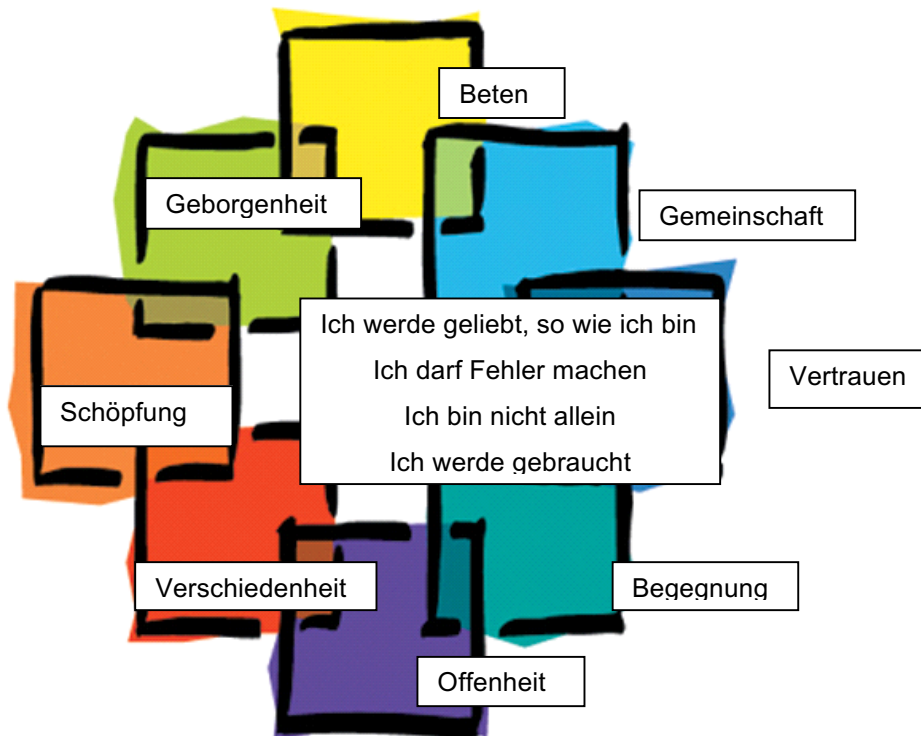 Beten
Geborgenheit
Gemeinschaft
Ich werde geliebt, so wie ich bin
Ich darf Fehler machen
Ich bin nicht allein
Ich werde gebraucht
Vertrauen
Schöpfung
Verschiedenheit
Begegnung
Offenheit